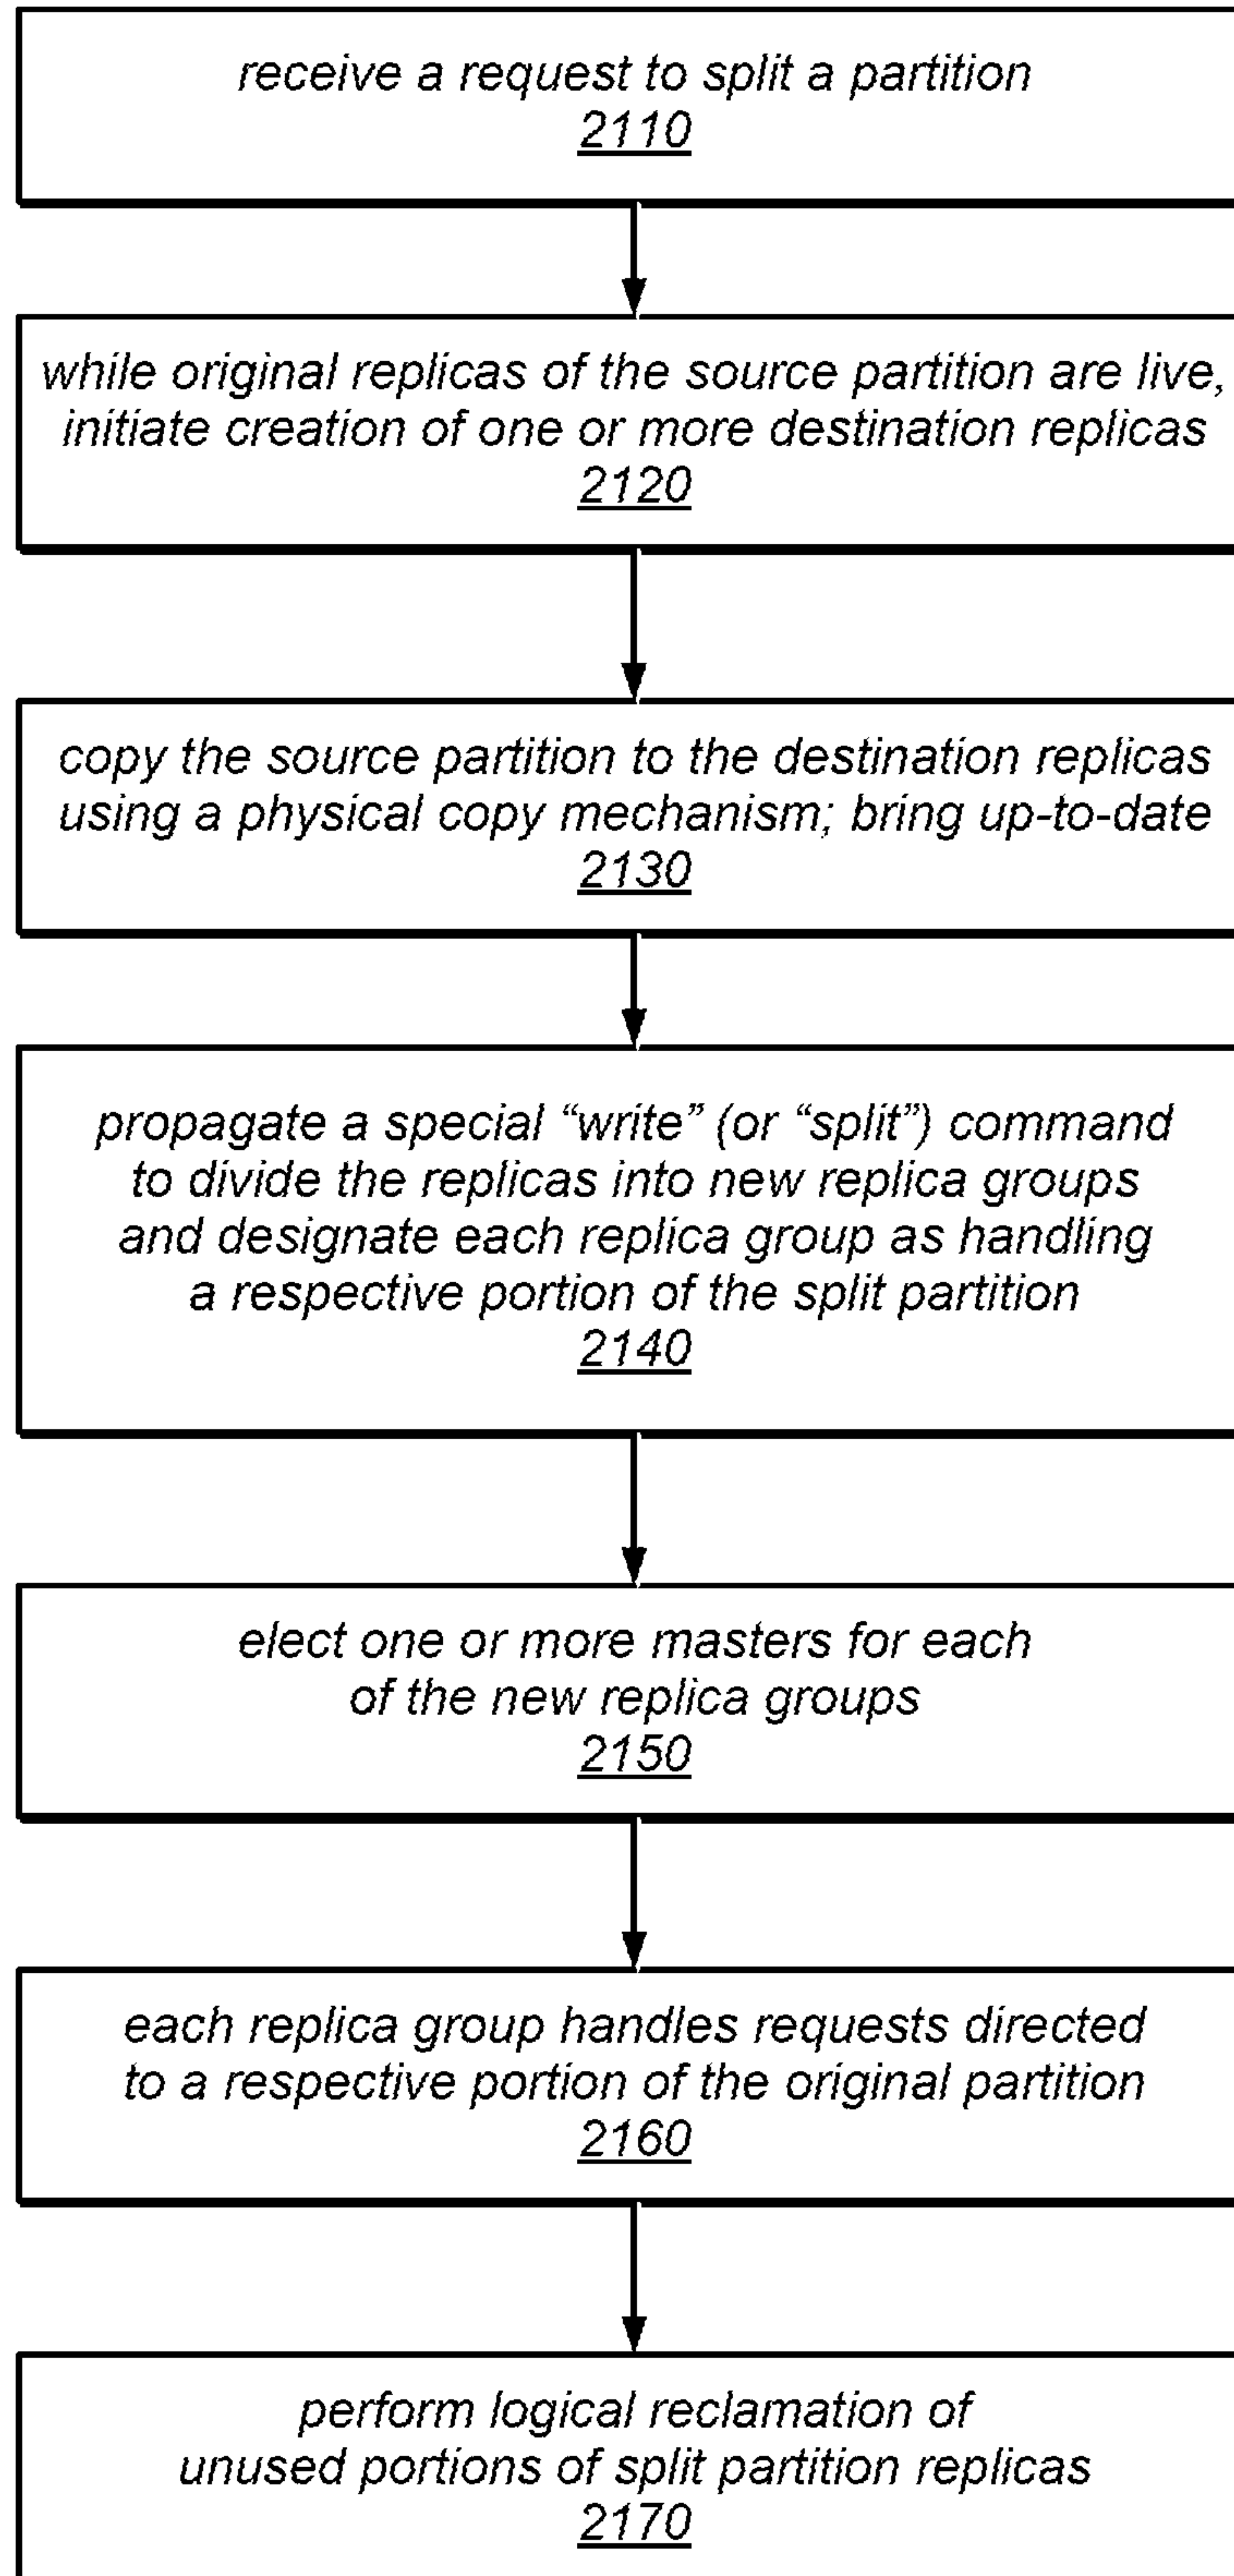 receive a request to split a partition
2110
while original replicas of the source partition are live,
initiate creation of one or more destination replicas
2120
copy the source partition to the destination replicas
using a physical copy mechanism; bring up-to-date
2130
propagate a special “write” (or “split”) command
to divide the replicas into new replica groups
and designate each replica group as handling
a respective portion of the split partition
2140
elect one or more masters for each
of the new replica groups
2150
each replica group handles requests directed
to a respective portion of the original partition
2160
perform logical reclamation of
unused portions of split partition replicas
2170